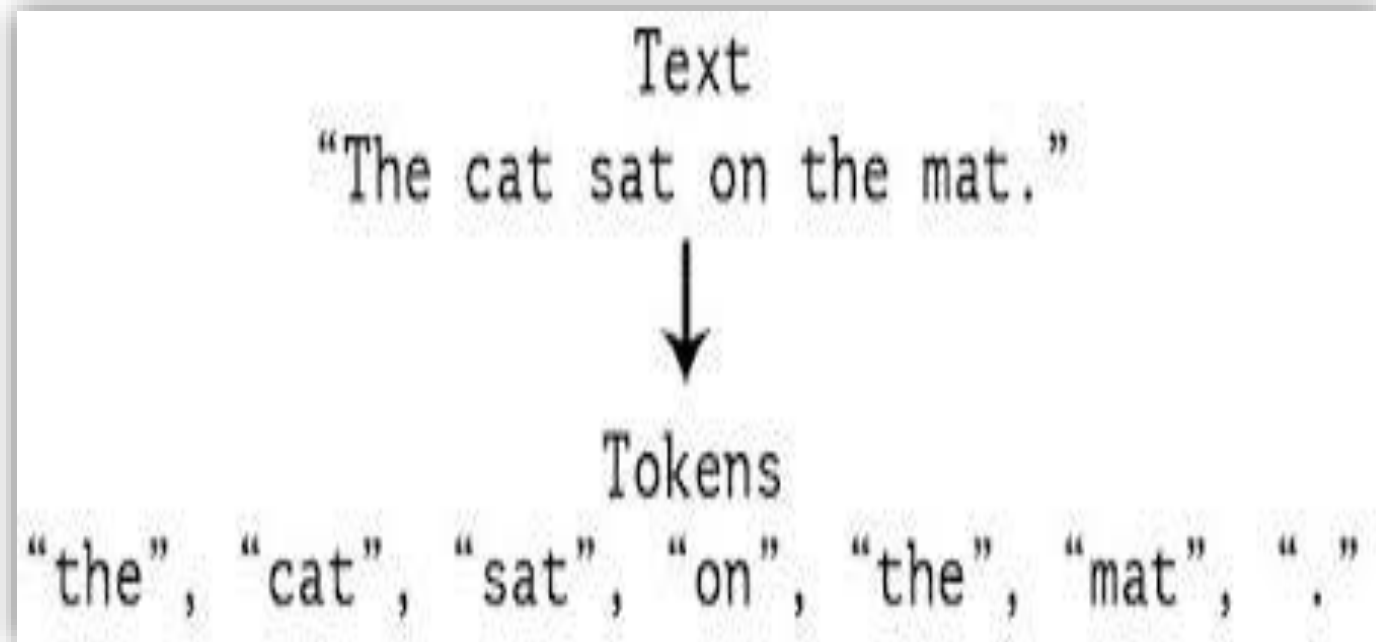 Text
“The cat sat on the mat.”
Tokens
“the”, “cat”, “sat”, “on”, “the”, “mat”, “.”